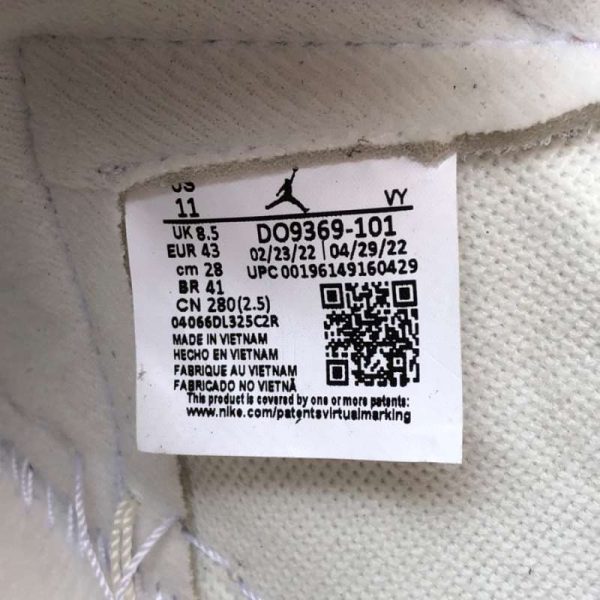 US
11
VY
UK 8.5
EUR 43
cm 28
BR 41
CN 280(2.5)
DO9369-101
02/23/22 | 04/29/22
UPC 00196149160429
04066DL325C2R
MADE IN VIETNAM
HECHO EN VIETNAM
FABRIQUE AU VIETNAM
FABRICADO NO VIETNÃ
This product is covered by one or more patents:
www.nike.com/patentsvirtualmarking